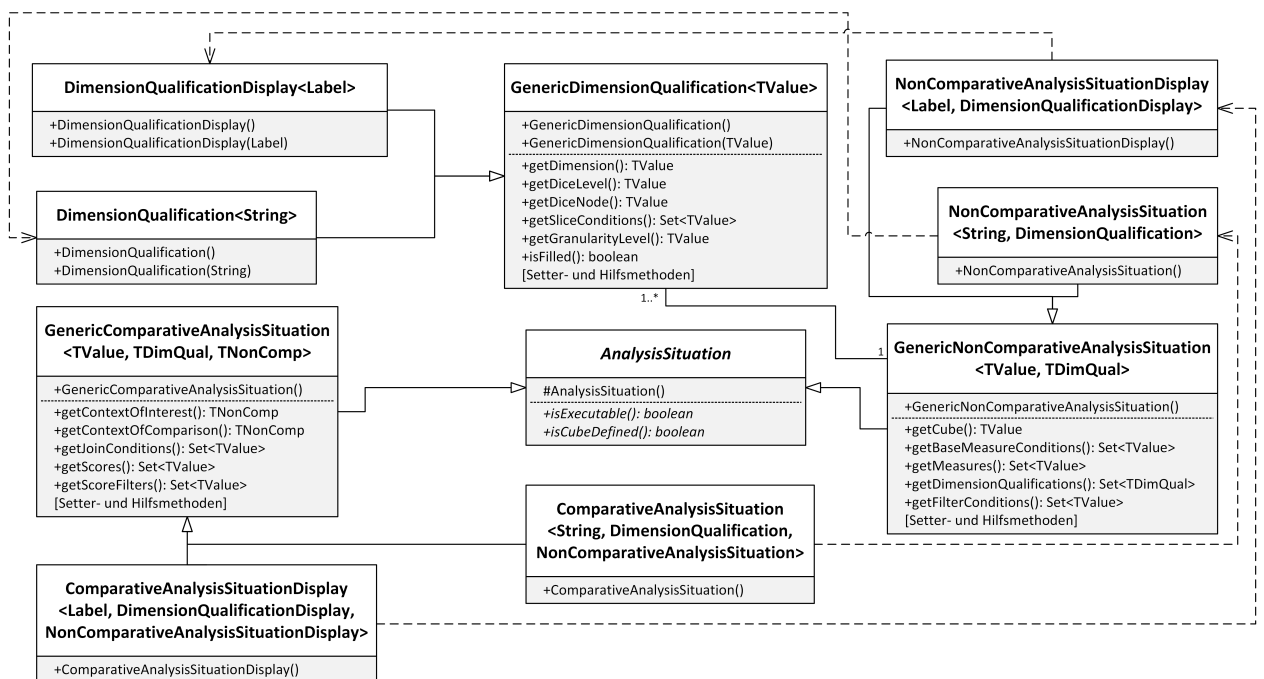 DimensionQualificationDisplay<Label>
+DimensionQualificationDisplay()
+DimensionQualificationDisplay(Label)
DimensionQualification<String>
+DimensionQualification()
+DimensionQualification(String)
GenericDimensionQualification<TValue>
+GenericDimensionQualification()
+GenericDimensionQualification(TValue)
+getDimension(): TValue
+getDiceLevel(): TValue
+getDiceNode(): TValue
+getSliceConditions(): Set<TValue>
+getGranularityLevel(): TValue
+isFilled(): boolean
[Setter- und Hilfsmethoden]
1..*
NonComparativeAnalysisSituationDisplay
<Label, DimensionQualificationDisplay>
+NonComparativeAnalysisSituationDisplay()
NonComparativeAnalysisSituation
<String, DimensionQualification>
+NonComparativeAnalysisSituation()
GenericComparativeAnalysisSituation
<TValue, TDimQual, TNonComp>
+GenericComparativeAnalysisSituation()
+getContextOfInterest(): TNonComp
+getContextOfComparison(): TNonComp
+getJoinConditions(): Set<TValue>
+getScores(): Set<TValue>
+getScoreFilters(): Set<TValue>
[Setter- und Hilfsmethoden]
AnalysisSituation
#AnalysisSituation()
+isExecutable(): boolean
+isCubeDefined(): boolean
1
GenericNonComparativeAnalysisSituation
<TValue, TDimQual>
+GenericNonComparativeAnalysisSituation()
+getCube(): TValue
+getBaseMeasureConditions(): Set<TValue>
+getMeasures(): Set<TValue>
+getDimensionQualifications(): Set<TDimQual>
+getFilterConditions(): Set<TValue>
[Setter- und Hilfsmethoden]
ComparativeAnalysisSituation
<String, DimensionQualification,
NonComparativeAnalysisSituation>
+ComparativeAnalysisSituation()
ComparativeAnalysisSituationDisplay
<Label, DimensionQualificationDisplay,
NonComparativeAnalysisSituationDisplay>
+ComparativeAnalysisSituationDisplay()